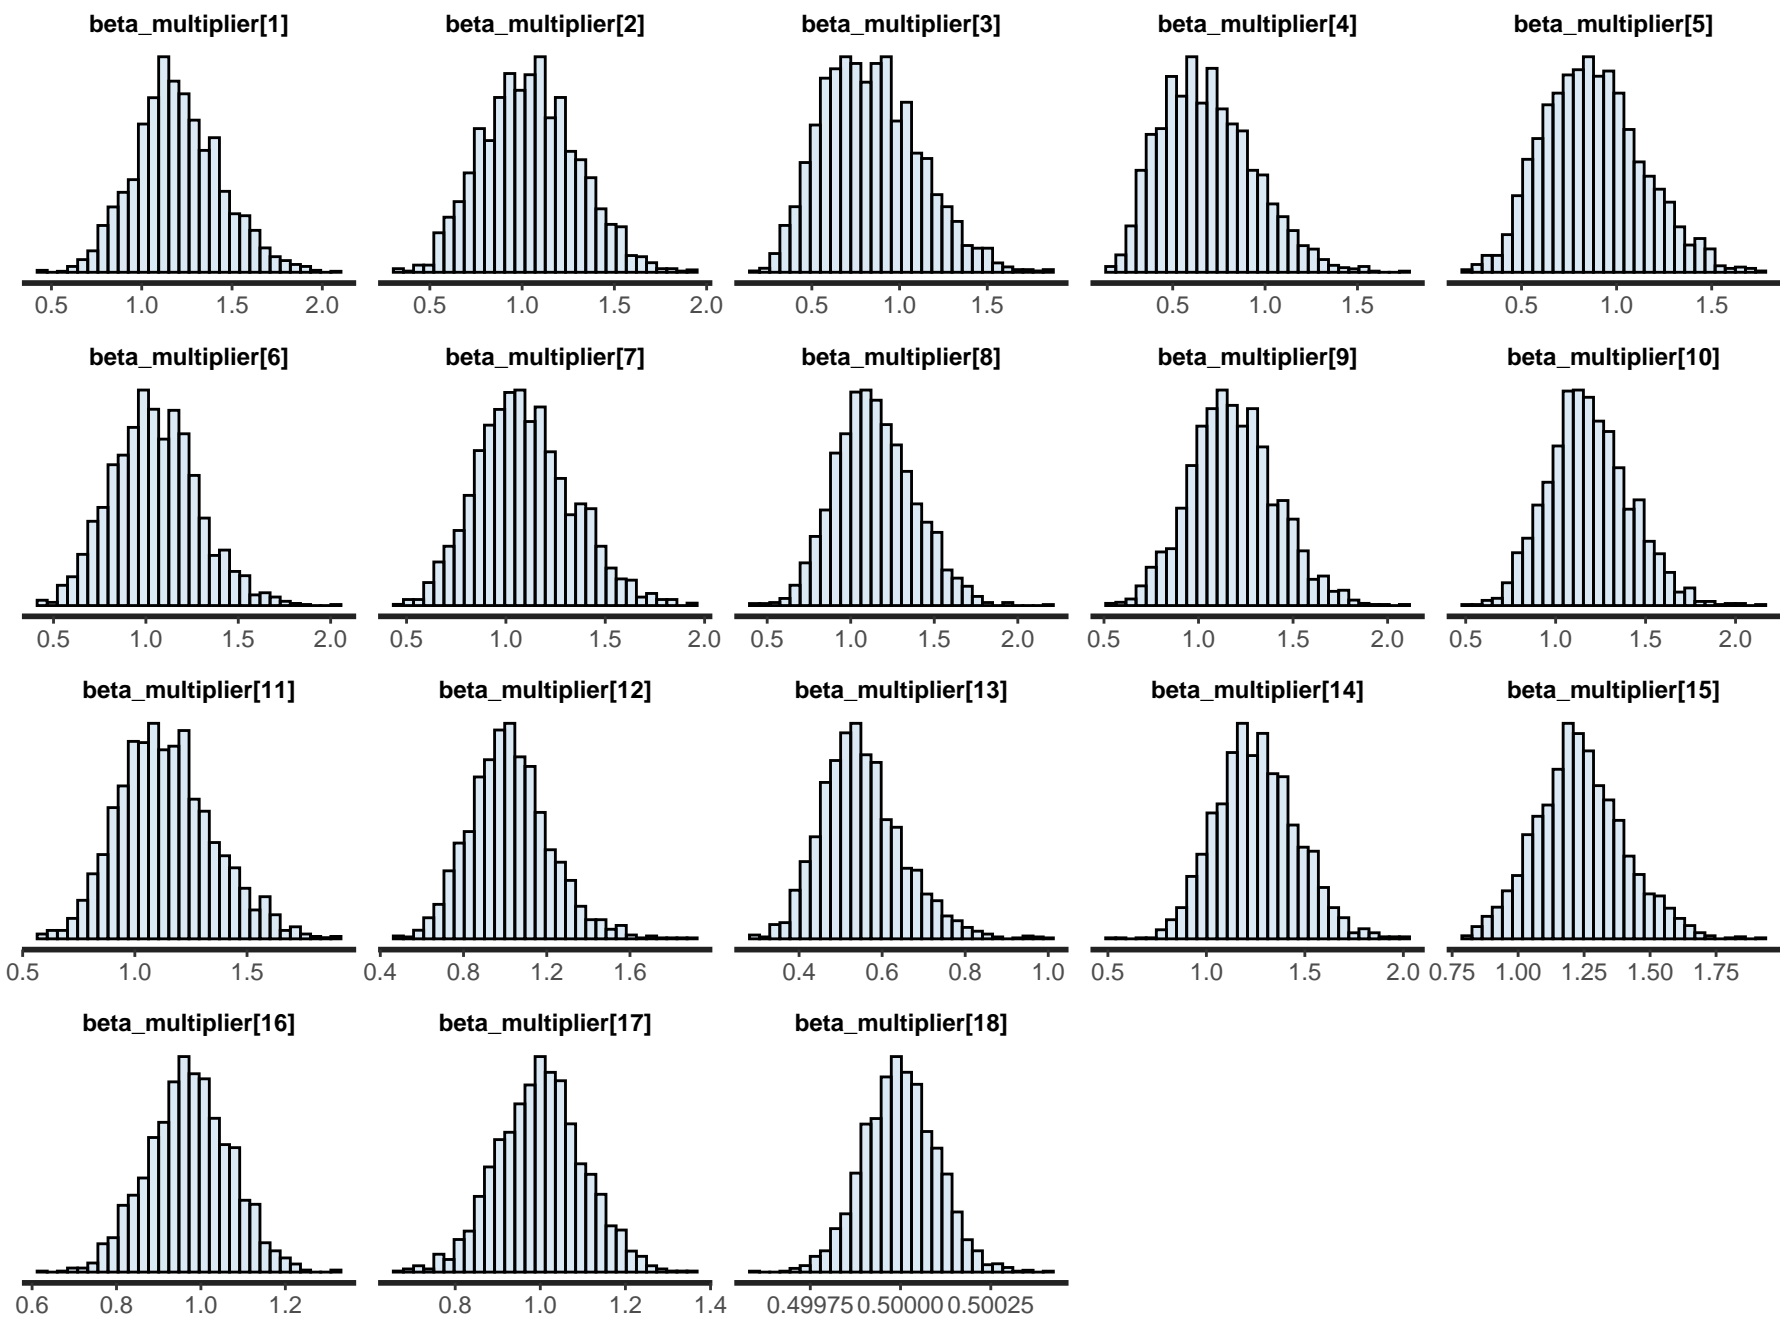 beta_multiplier[1] beta_multiplier[2] beta_multiplier[3] beta_multiplier[4] beta_multiplier[5]
0.5 1.0 1.5 2.0 0.5 1.0 1.5 2.0 0.5 1.0 1.5 0.5 1.0 1.5 0.5 1.0 1.5
beta_multiplier[6] beta_multiplier[7] beta_multiplier[8] beta_multiplier[9] beta_multiplier[10]
0.5 1.0 1.5 2.0 0.5 1.0 1.5 2.0 0.5 1.0 1.5 2.0 0.5 1.0 1.5 2.0 0.5 1.0 1.5 2.0
beta_multiplier[11] beta_multiplier[12] beta_multiplier[13] beta_multiplier[14] beta_multiplier[15]
0.5 1.0 1.5 0.4 0.8 1.2 1.6 0.4 0.6 0.8 1.0 0.5 1.0 1.5 2.0 0.75 1.00 1.25 1.50 1.75
beta_multiplier[16] beta_multiplier[17] beta_multiplier[18]
0.6 0.8 1.0 1.2 0.8 1.0 1.2 1.4 0.49975 0.50000 0.50025